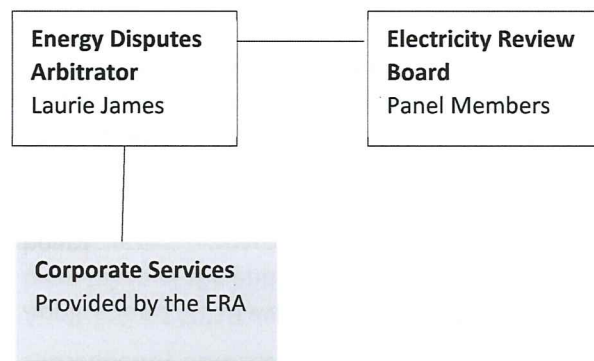 Energy Disputes
Arbitrator
Laurie James
Electricity Review
Board
Panel Members
Corporate Services
Provided by the ERA